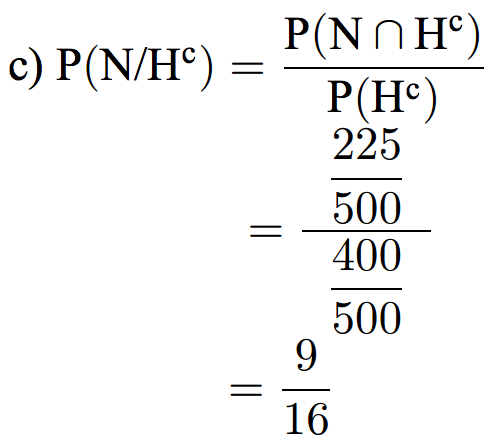 c) P(N/Hᶜ) = P(N ∩ Hᶜ) / P(Hᶜ)
= (225/500) / (400/500)
= 9/16